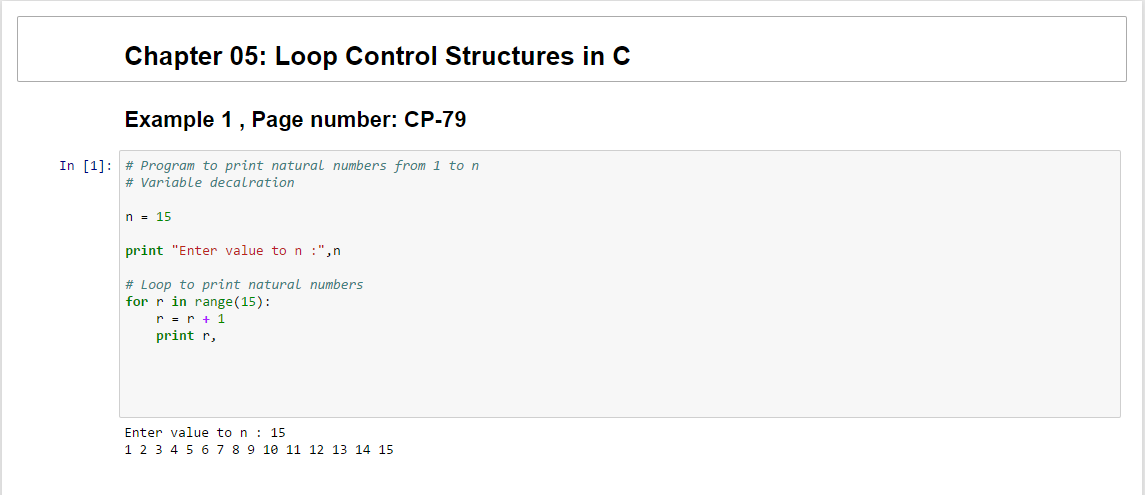 Chapter 05: Loop Control Structures in C
Example 1 , Page number: CP-79
In [1]: # Program to print natural numbers from 1 to n
# Variable decalration
n = 15
print "Enter value to n :",n
# Loop to print natural numbers
for r in range(15):
    r = r + 1
    print r,
Enter value to n : 15
1 2 3 4 5 6 7 8 9 10 11 12 13 14 15